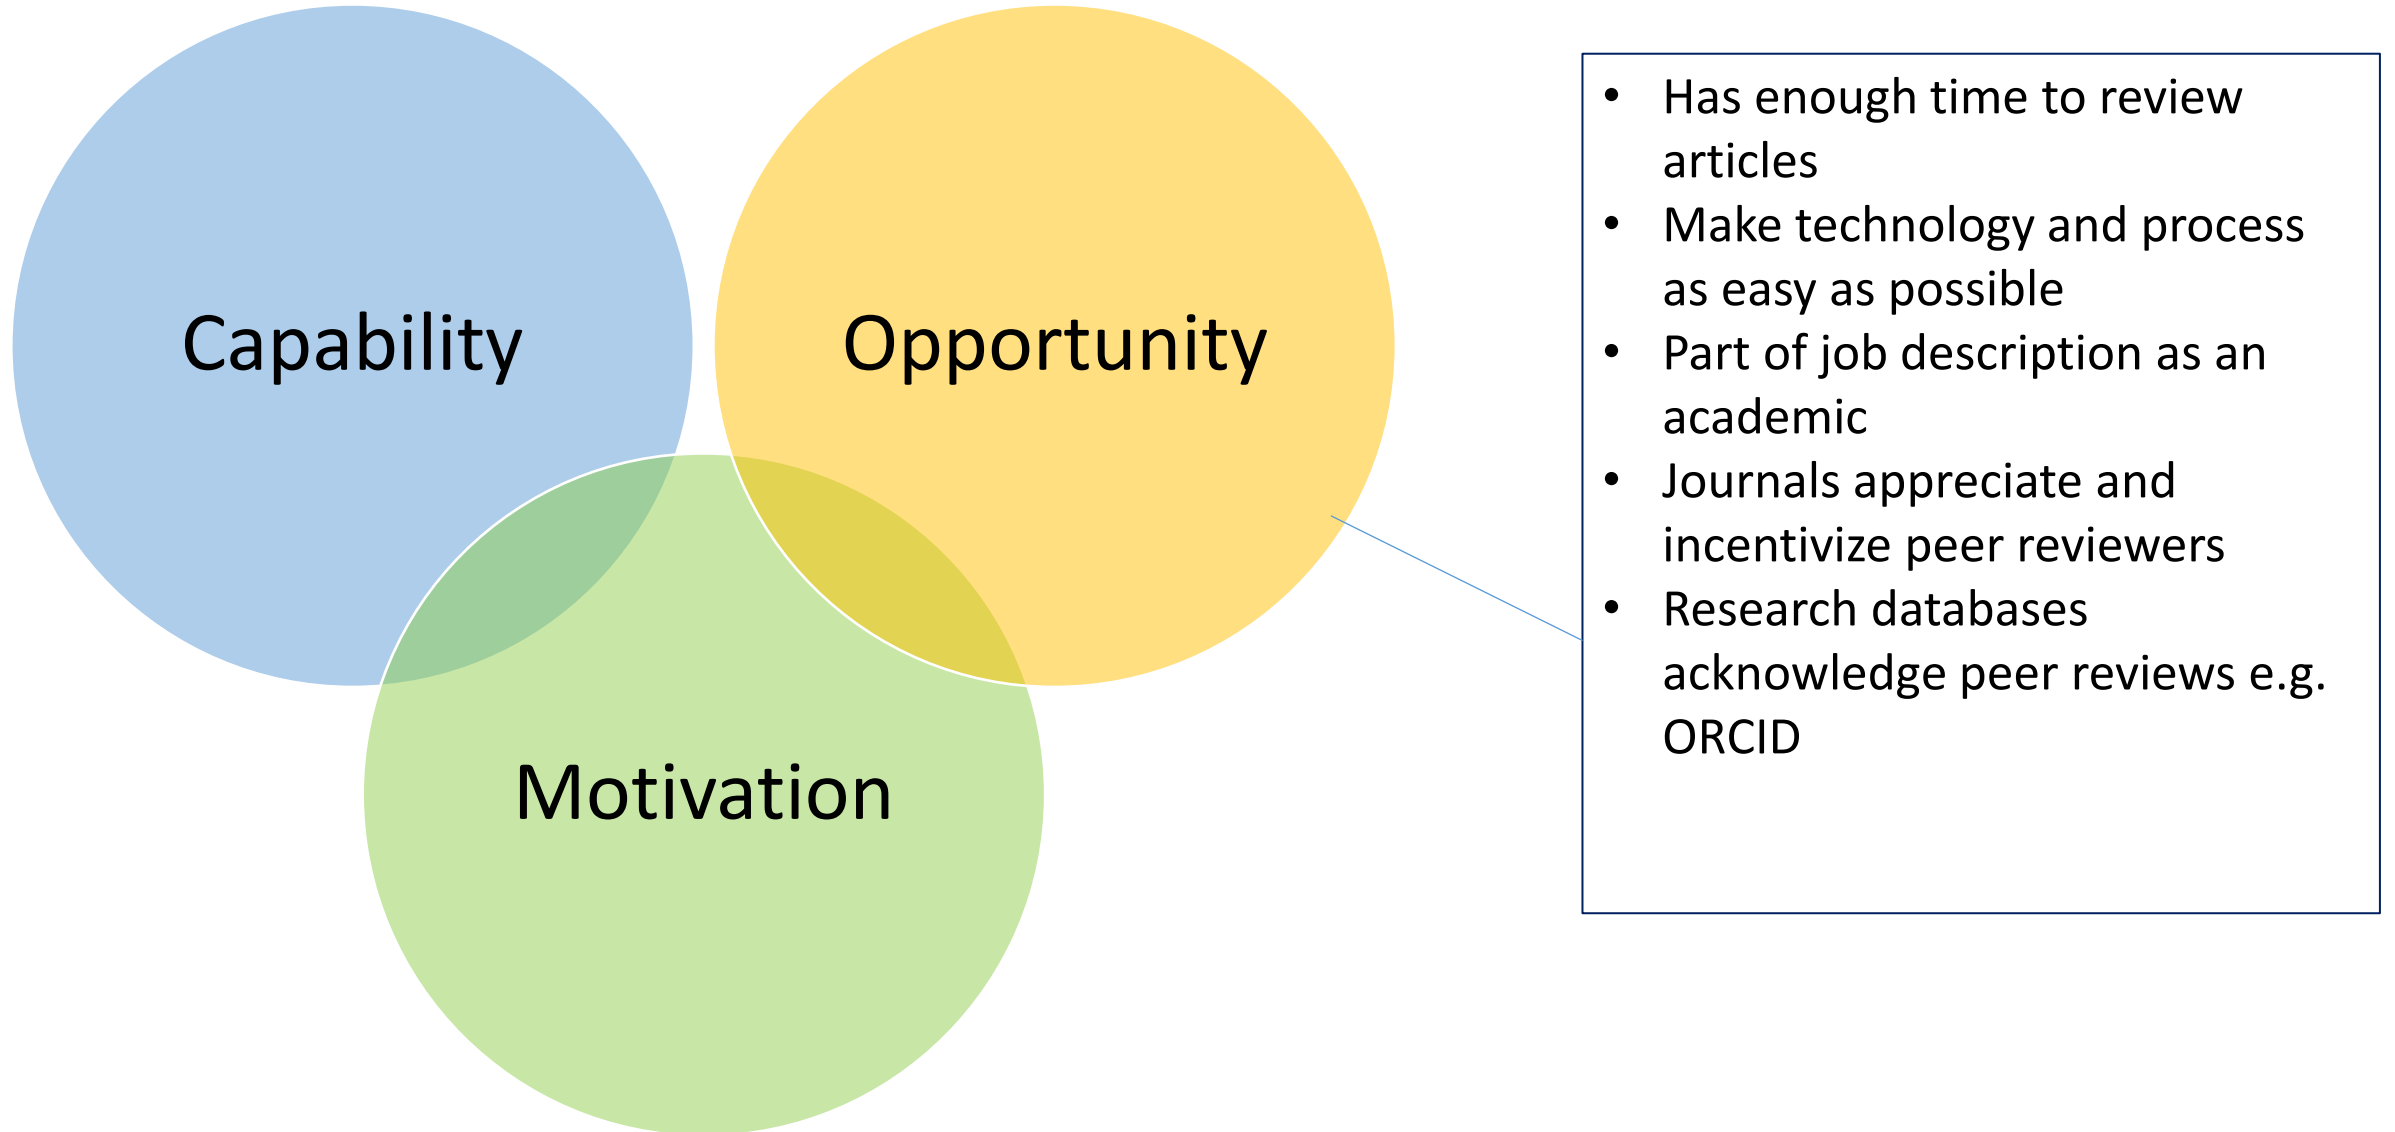 Capability
Opportunity
Motivation
• Has enough time to review
articles
• Make technology and process
as easy as possible
• Part of job description as an
academic
• Journals appreciate and
incentivize peer reviewers
• Research databases
acknowledge peer reviews e.g.
ORCID